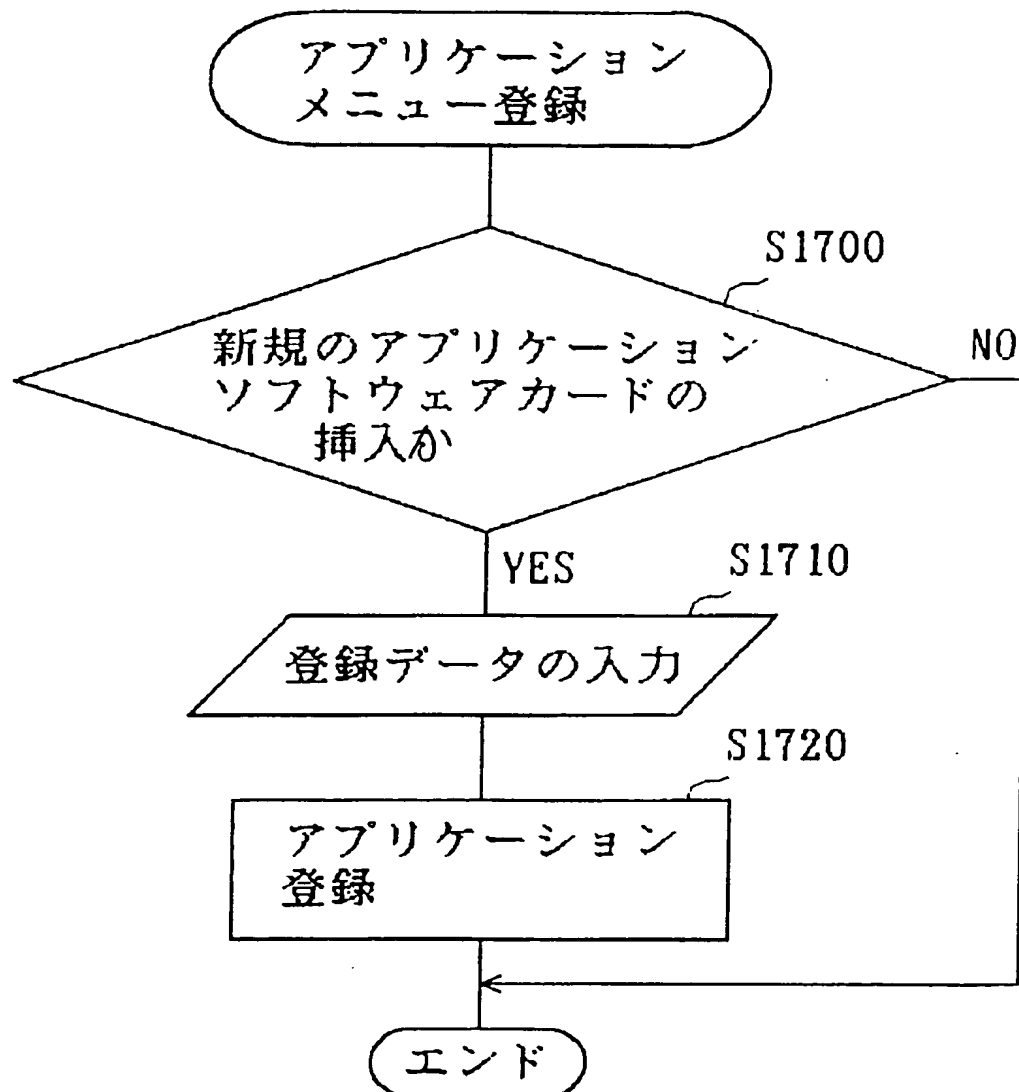 アプリケーション
メニュー登録
S1700
新規のアプリケーション
ソフトウェアカードの
挿入か
NO
YES
S1710
登録データの入力
S1720
アプリケーション
登録
エンド